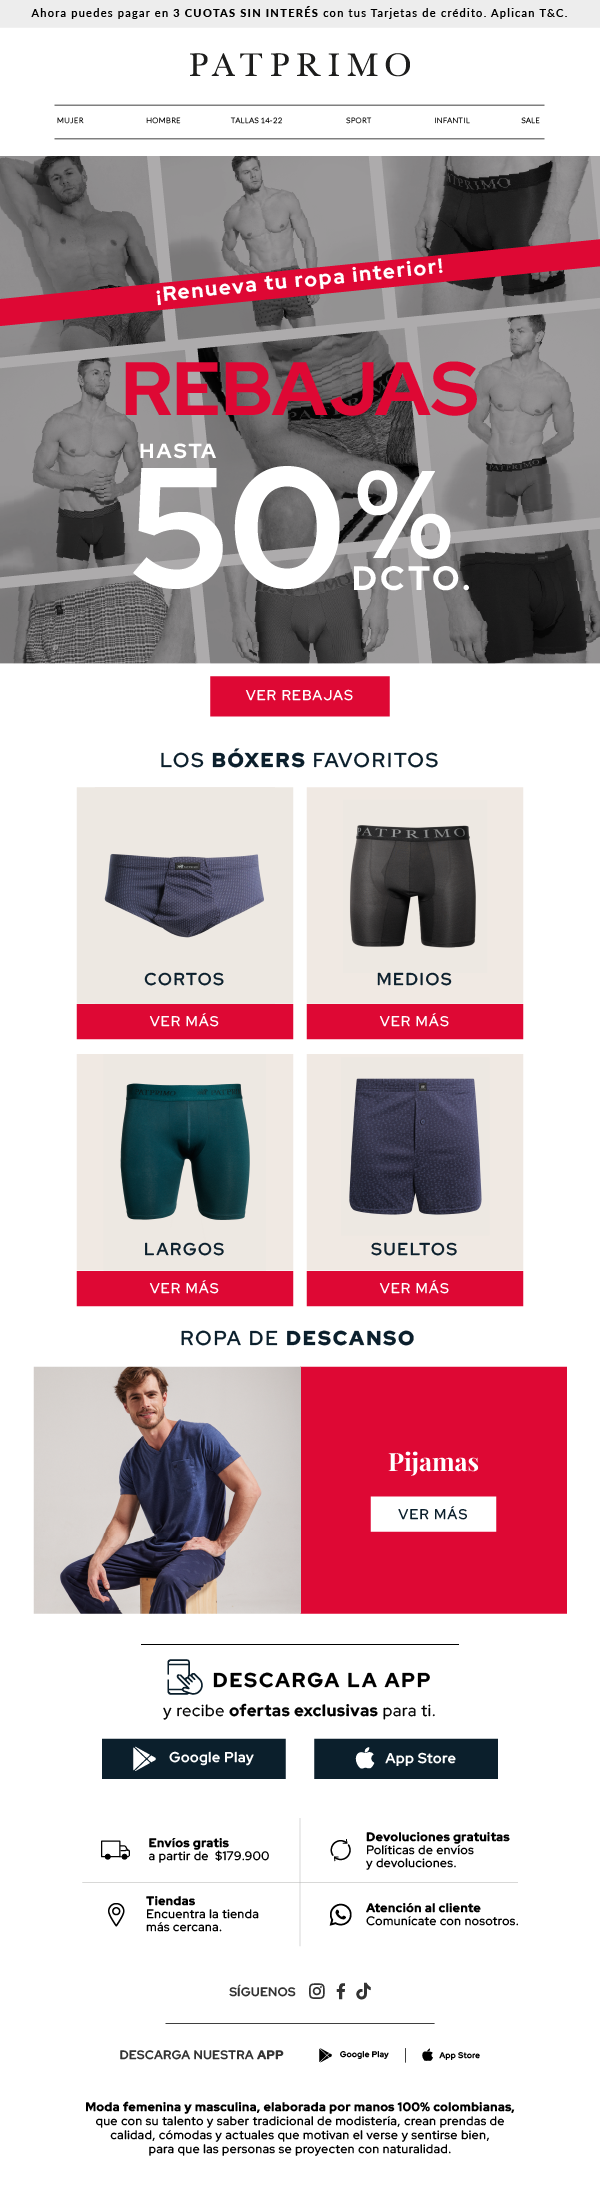 Ahora puedes pagar en 3 CUOTAS SIN INTERÉS con tus Tarjetas de crédito. Aplican T&C.
PATPRIMO
MUJER HOMBRE TALLAS 14-22 SPORT INFANTIL SALE
PATPRIMO
¡Renueva tu ropa interior!
REBAJAS
HASTA
50%
DCTO.
VER REBAJAS
LOS BÓXERS FAVORITOS
PATPRIMO
CORTOS MEDIOS
VER MÁS VER MÁS
PATPRIMO
LARGOS SUELTOS
VER MÁS VER MÁS
ROPA DE DESCANSO
Pijamas
VER MÁS
DESCARGA LA APP
y recibe ofertas exclusivas para ti.
Google Play App Store
Envíos gratis
a partir de $179.900
Devoluciones gratuitas
Políticas de envíos
y devoluciones.
Tiendas
Encuentra la tienda
más cercana.
Atención al cliente
Comunícate con nosotros.
SÍGUENOS
DESCARGA NUESTRA APP Google Play App Store
Moda femenina y masculina, elaborada por manos 100% colombianas,
que con su talento y saber tradicional de modistería, crean prendas de
calidad, cómodas y actuales que motivan el verse y sentirse bien,
para que las personas se proyecten con naturalidad.